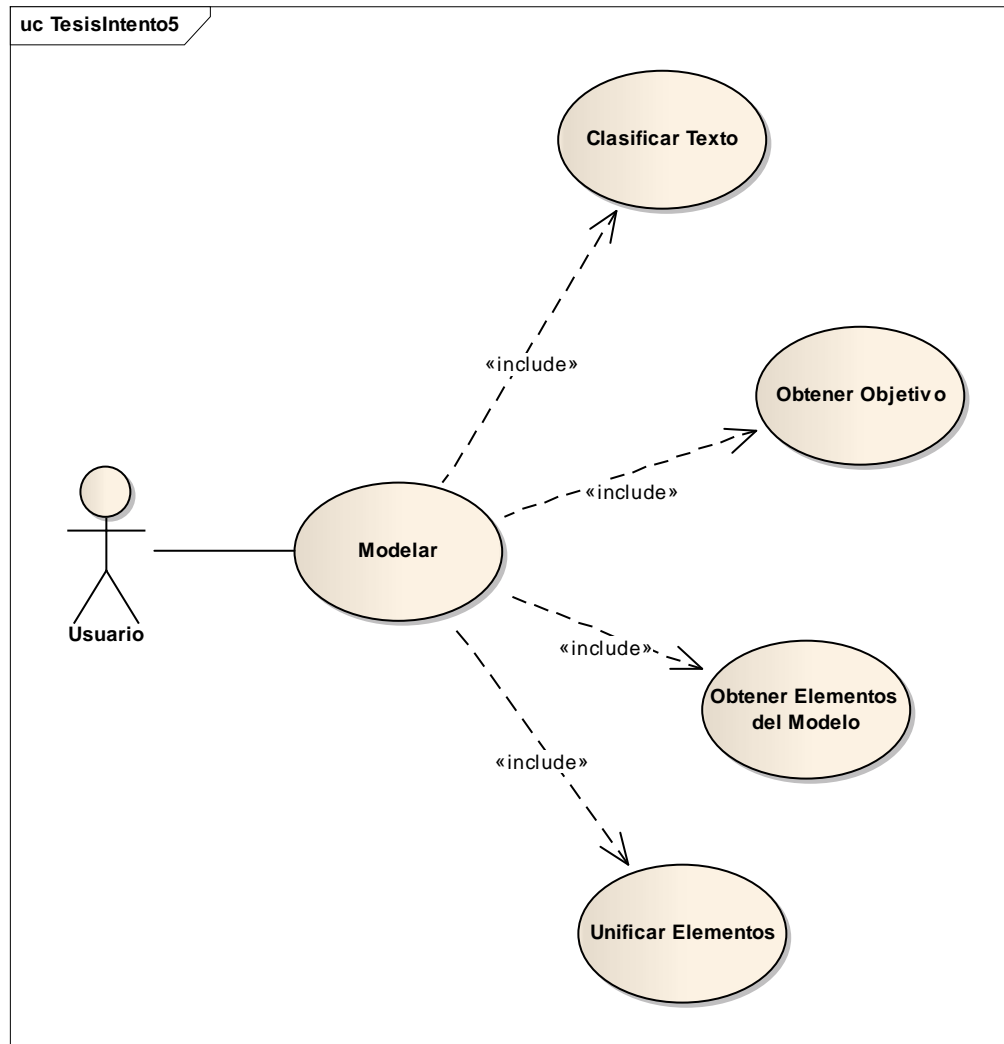 uc TesisIntento5
Clasificar Texto
«include»
Obtener Objetivo
«include»
Modelar
Usuario
«include»
Obtener Elementos
del Modelo
«include»
Unificar Elementos